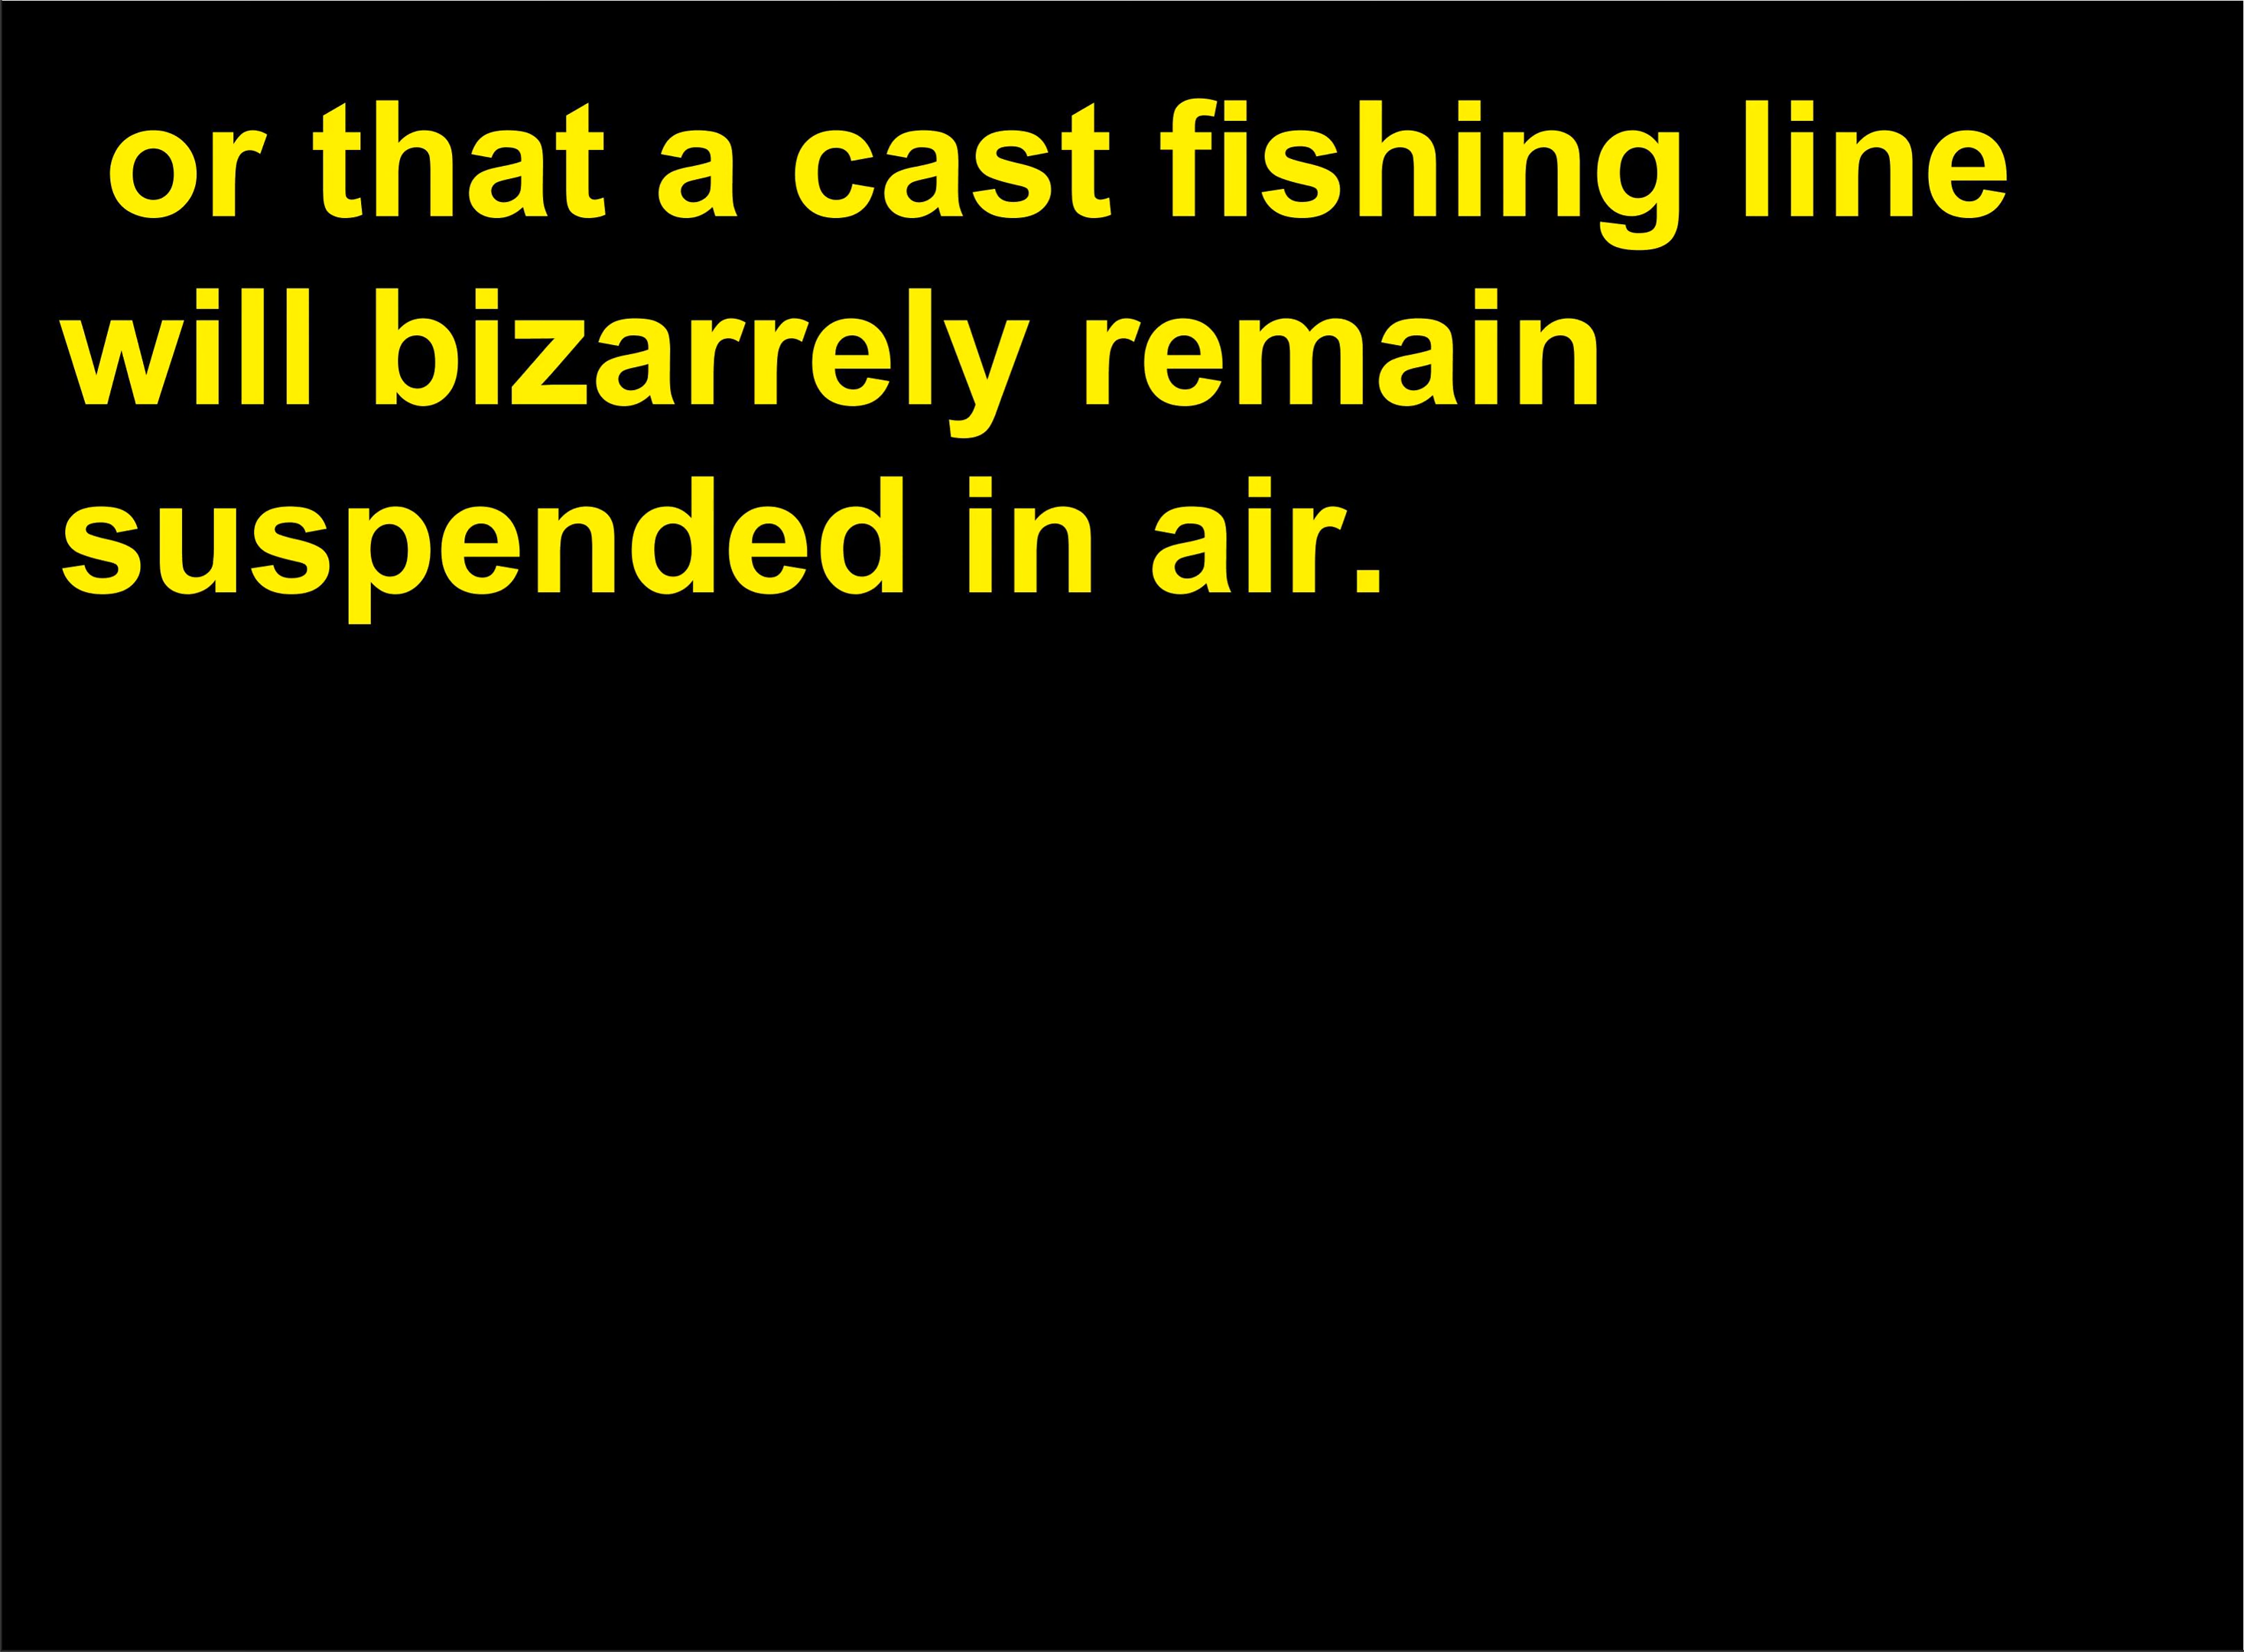 or that a cast fishing line
will bizarrely remain
suspended in air.